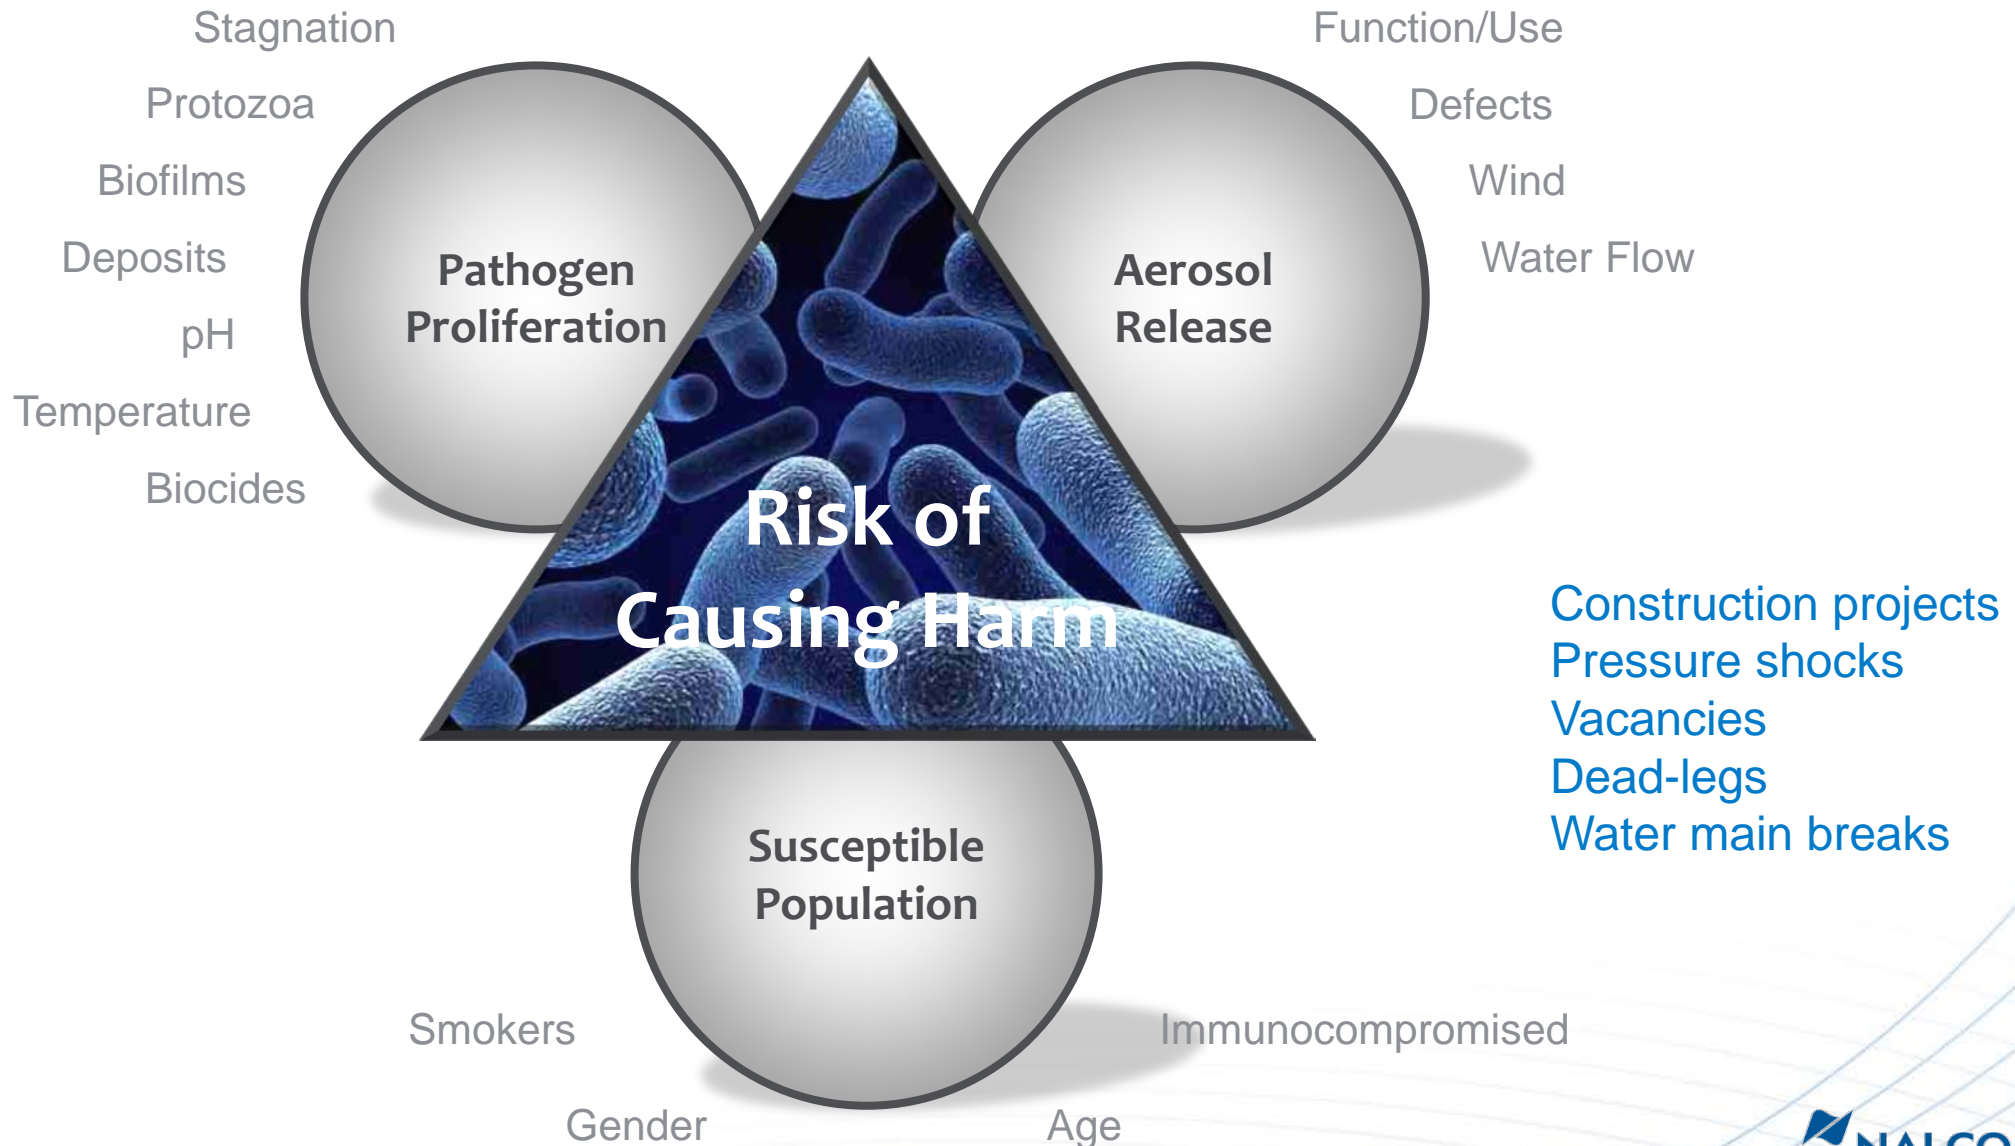 Stagnation
Protozoa
Biofilms
Deposits
pH
Temperature
Biocides
Pathogen
Proliferation
Function/Use
Defects
Wind
Water Flow
Aerosol
Release
Risk of
Causing Harm
Construction projects
Pressure shocks
Vacancies
Dead-legs
Water main breaks
Susceptible
Population
Smokers
Immunocompromised
Gender
Age
NALCO